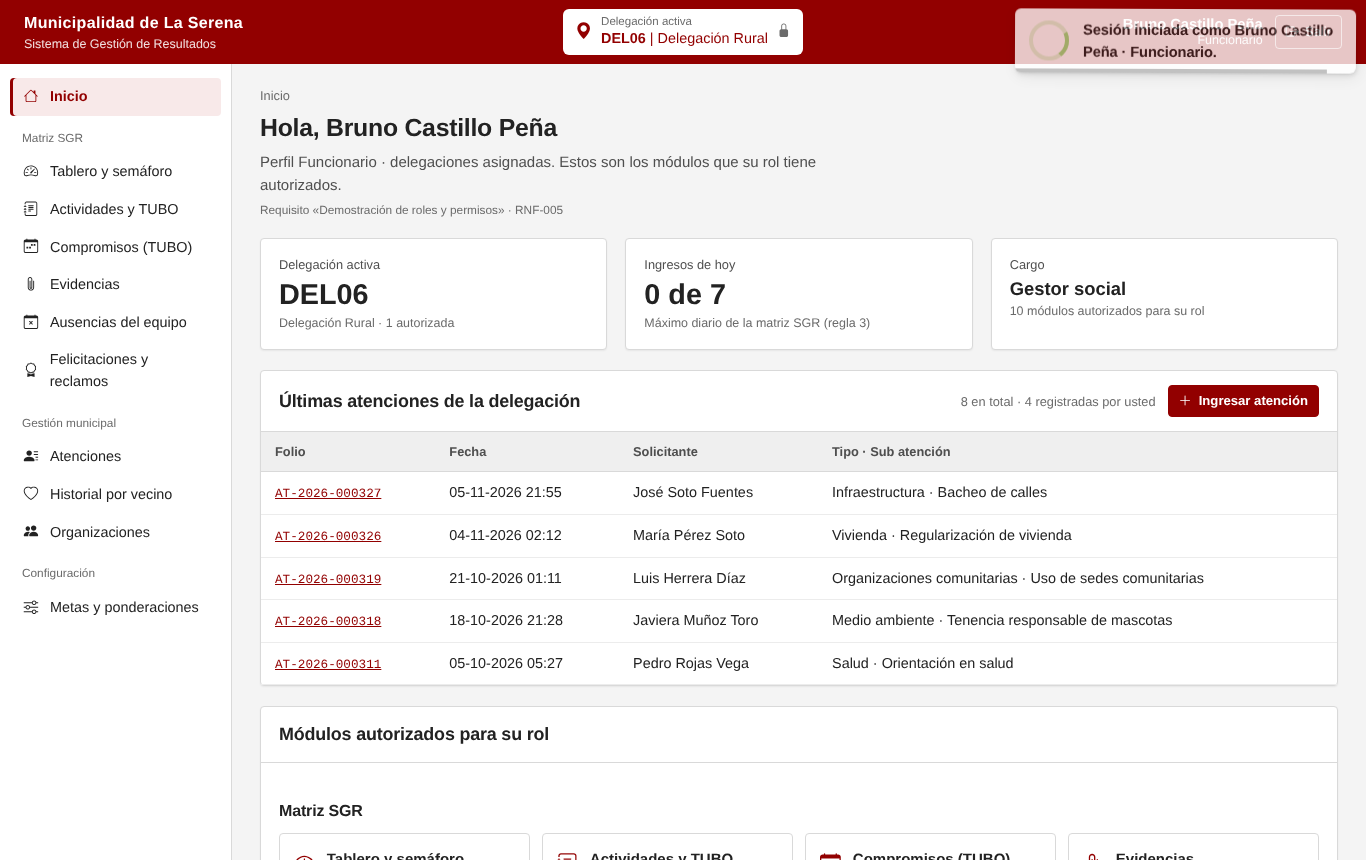 Municipalidad de La Serena
Sistema de Gestión de Resultados
Delegación activa
DEL06 | Delegación Rural
Bruno Castillo Peña
Funcionario
Sesión iniciada como Bruno Castillo
Peña · Funcionario.
Inicio
Matriz SGR
Tablero y semáforo
Actividades y TUBO
Compromisos (TUBO)
Evidencias
Ausencias del equipo
Felicitaciones y
reclamos
Gestión municipal
Atenciones
Historial por vecino
Organizaciones
Configuración
Metas y ponderaciones
Inicio
Hola, Bruno Castillo Peña
Perfil Funcionario · delegaciones asignadas. Estos son los módulos que su rol tiene
autorizados.
Requisito «Demostración de roles y permisos» · RNF-005
Delegación activa
DEL06
Delegación Rural · 1 autorizada
Ingresos de hoy
0 de 7
Máximo diario de la matriz SGR (regla 3)
Cargo
Gestor social
10 módulos autorizados para su rol
Últimas atenciones de la delegación
8 en total · 4 registradas por usted
Ingresar atención
Folio Fecha Solicitante Tipo · Sub atención
AT-2026-000327 05-11-2026 21:55 José Soto Fuentes Infraestructura · Bacheo de calles
AT-2026-000326 04-11-2026 02:12 María Pérez Soto Vivienda · Regularización de vivienda
AT-2026-000319 21-10-2026 01:11 Luis Herrera Díaz Organizaciones comunitarias · Uso de sedes comunitarias
AT-2026-000318 18-10-2026 21:28 Javiera Muñoz Toro Medio ambiente · Tenencia responsable de mascotas
AT-2026-000311 05-10-2026 05:27 Pedro Rojas Vega Salud · Orientación en salud
Módulos autorizados para su rol
Matriz SGR
Tablero y semáforo
Actividades y TUBO
Compromisos (TUBO)
Evidencias